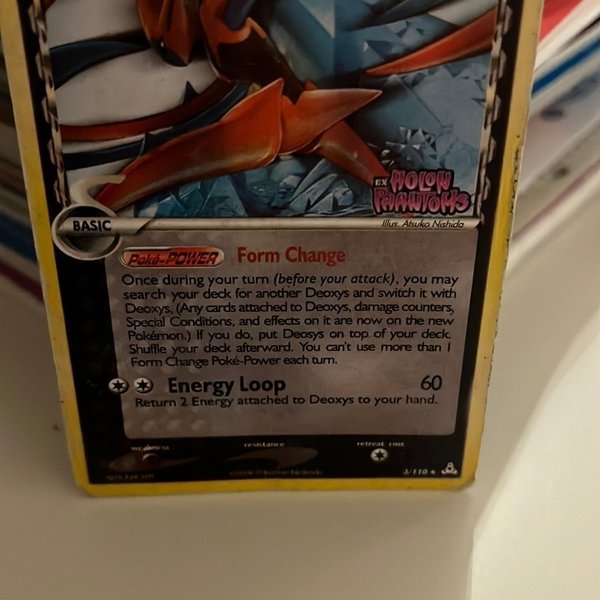 EX HOLON
PHANTOMS
Illus. Atsuko Nishida
BASIC
Poké-POWER Form Change
Once during your turn (before your attack), you may
search your deck for another Deoxys and switch it with
Deoxys. (Any cards attached to Deoxys, damage counters,
Special Conditions, and effects on it are now on the new
Pokémon.) If you do, put Deoxys on top of your deck.
Shuffle your deck afterward. You can't use more than 1
Form Change Poké-Power each turn.
Energy Loop 60
Return 2 Energy attached to Deoxys to your hand.
weakness resistance retreat cost
3/110